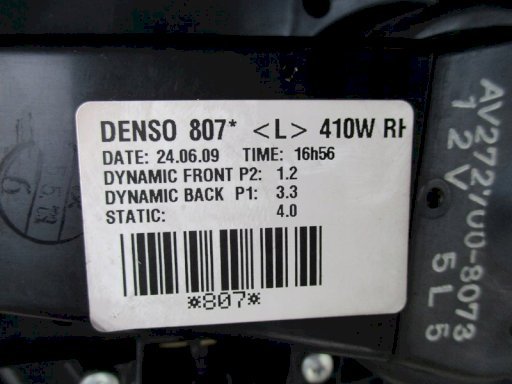 DENSO 807* <L> 410W RH
DATE: 24.06.09 TIME: 16h56
DYNAMIC FRONT P2: 1.2
DYNAMIC BACK P1: 3.3
STATIC: 4.0
*807*
AV272700-8073
12V 5L5